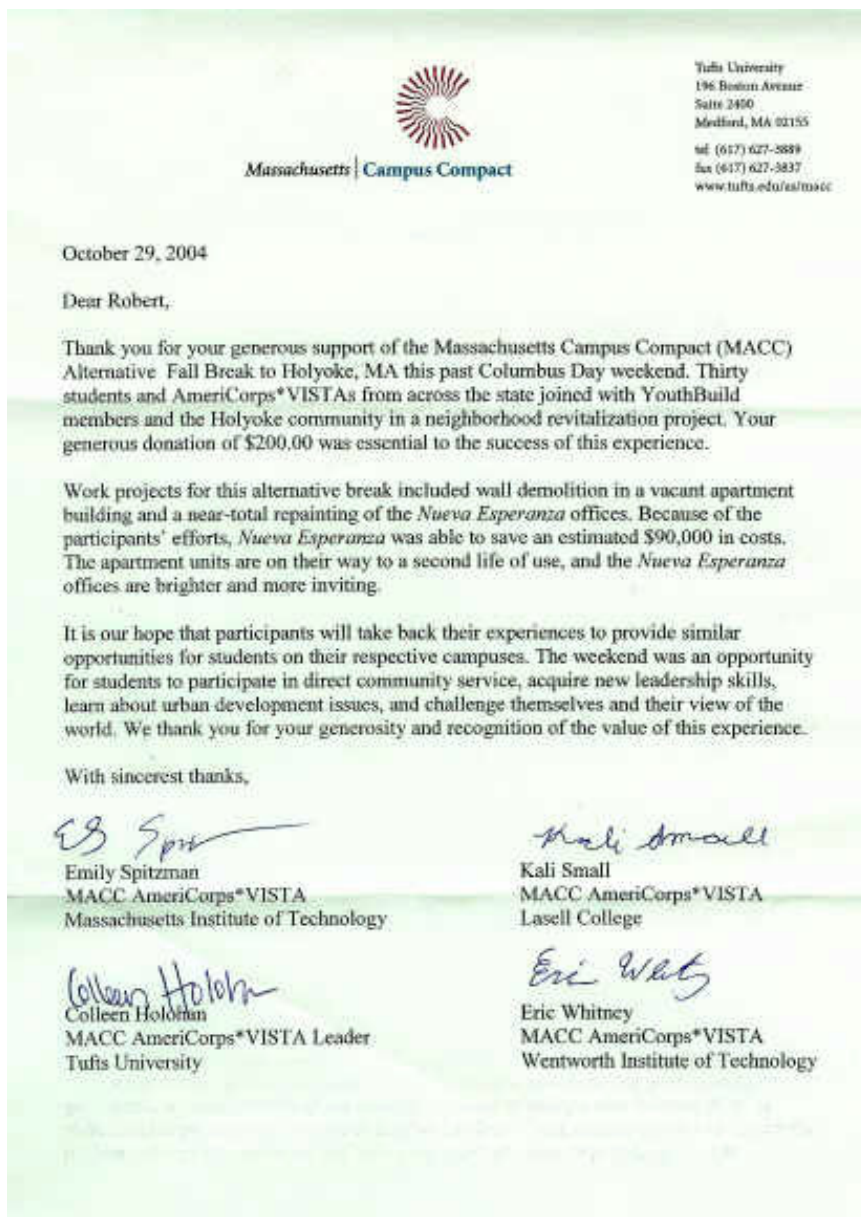 Tufts University
196 Boston Avenue
Suite 2400
Medford, MA 02155
tel (617) 627-3889
fax (617) 627-3837
www.tufts.edu/as/macc
Massachusetts | Campus Compact
October 29, 2004
Dear Robert,
Thank you for your generous support of the Massachusetts Campus Compact (MACC)
Alternative Fall Break to Holyoke, MA this past Columbus Day weekend. Thirty
students and AmeriCorps*VISTAs from across the state joined with YouthBuild
members and the Holyoke community in a neighborhood revitalization project. Your
generous donation of $200.00 was essential to the success of this experience.
Work projects for this alternative break included wall demolition in a vacant apartment
building and a near-total repainting of the Nueva Esperanza offices. Because of the
participants' efforts, Nueva Esperanza was able to save an estimated $90,000 in costs.
The apartment units are on their way to a second life of use, and the Nueva Esperanza
offices are brighter and more inviting.
It is our hope that participants will take back their experiences to provide similar
opportunities for students on their respective campuses. The weekend was an opportunity
for students to participate in direct community service, acquire new leadership skills,
learn about urban development issues, and challenge themselves and their view of the
world. We thank you for your generosity and recognition of the value of this experience.
With sincerest thanks,
Kali Small
Emily Spitzman
MACC AmeriCorps*VISTA
Massachusetts Institute of Technology
Kali Small
MACC AmeriCorps*VISTA
Lasell College
Colleen Holohan
Colleen Holohan
MACC AmeriCorps*VISTA Leader
Tufts University
Eric Whitney
MACC AmeriCorps*VISTA
Wentworth Institute of Technology